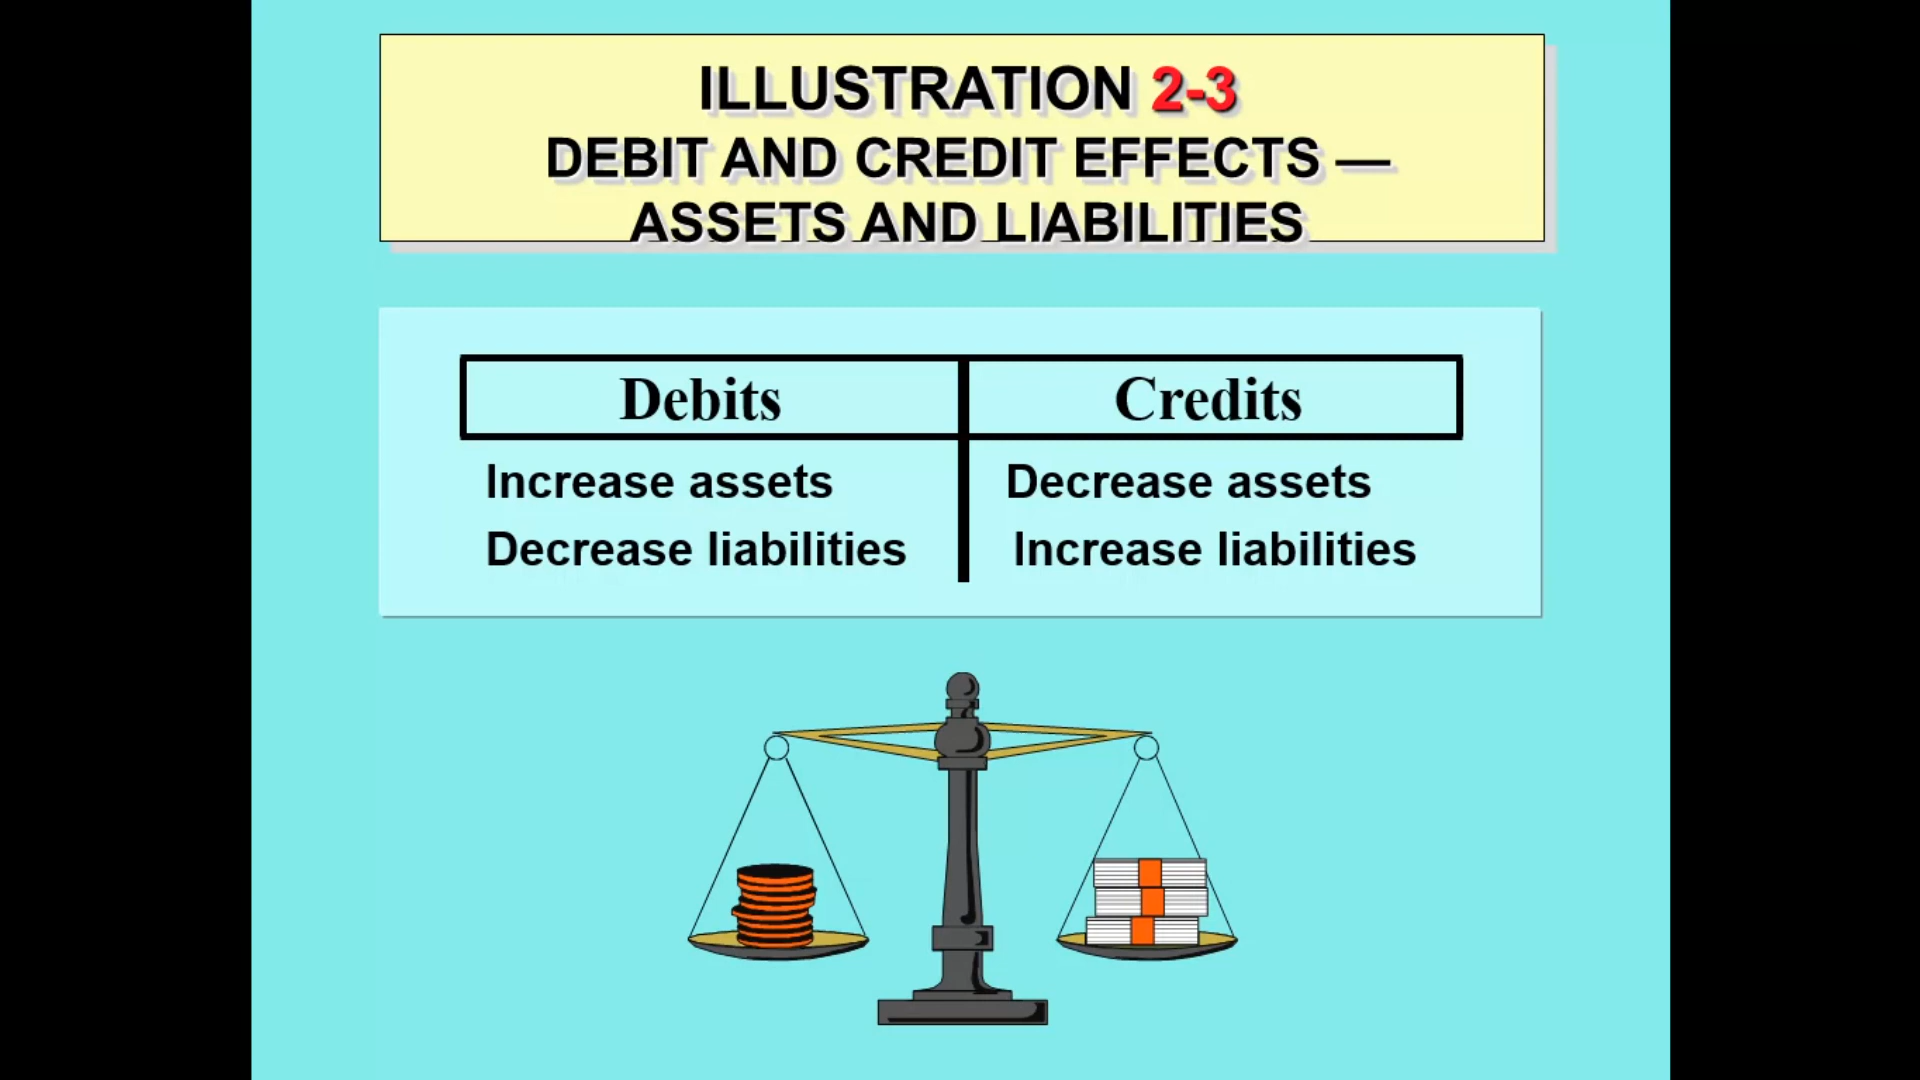 ILLUSTRATION 2-3
DEBIT AND CREDIT EFFECTS —
ASSETS AND LIABILITIES
Debits Credits
Increase assets Decrease assets
Decrease liabilities Increase liabilities